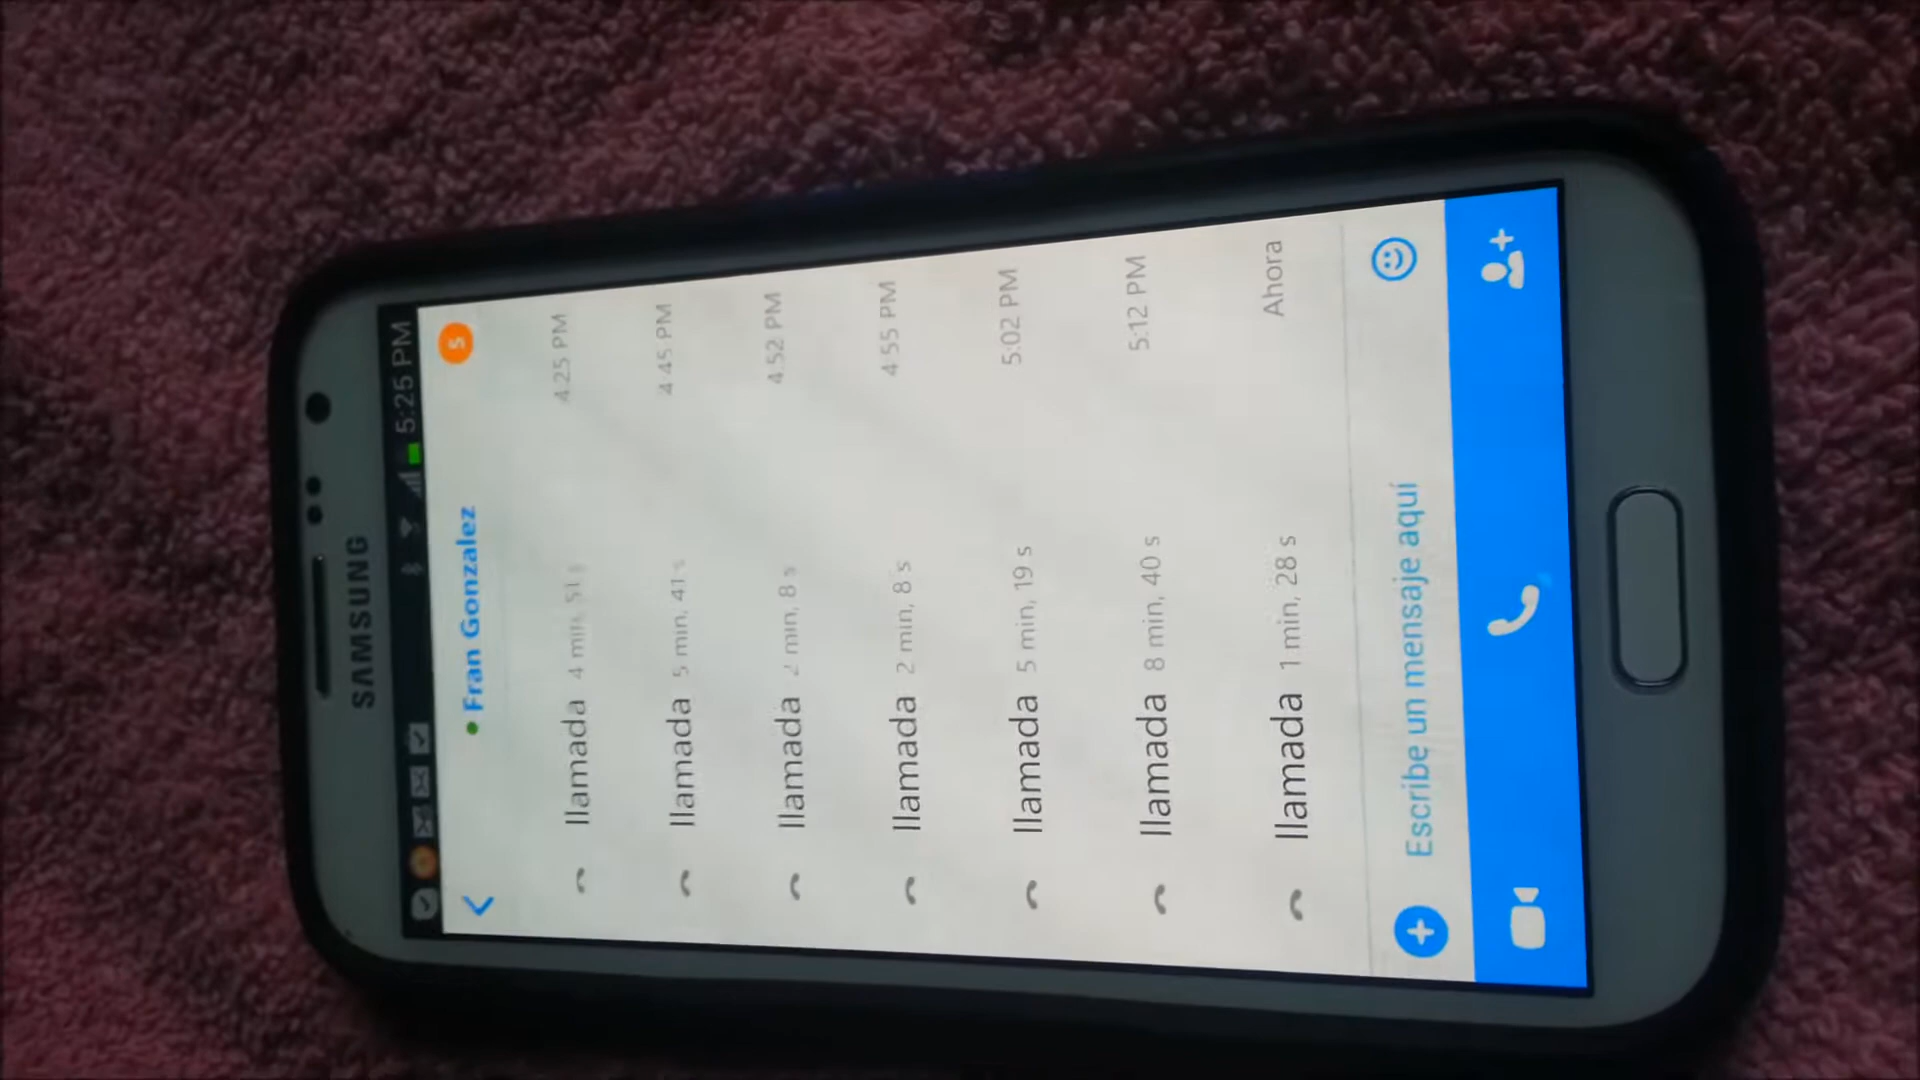 SAMSUNG
5:25 PM
Fran Gonzalez
5
llamada 4 min, 51 s
4:25 PM
llamada 5 min, 41 s
4:45 PM
llamada 2 min, 8 s
4:52 PM
llamada 2 min, 8 s
4:55 PM
llamada 5 min, 19 s
5:02 PM
llamada 8 min, 40 s
5:12 PM
llamada 1 min, 28 s
Ahora
Escribe un mensaje aquí